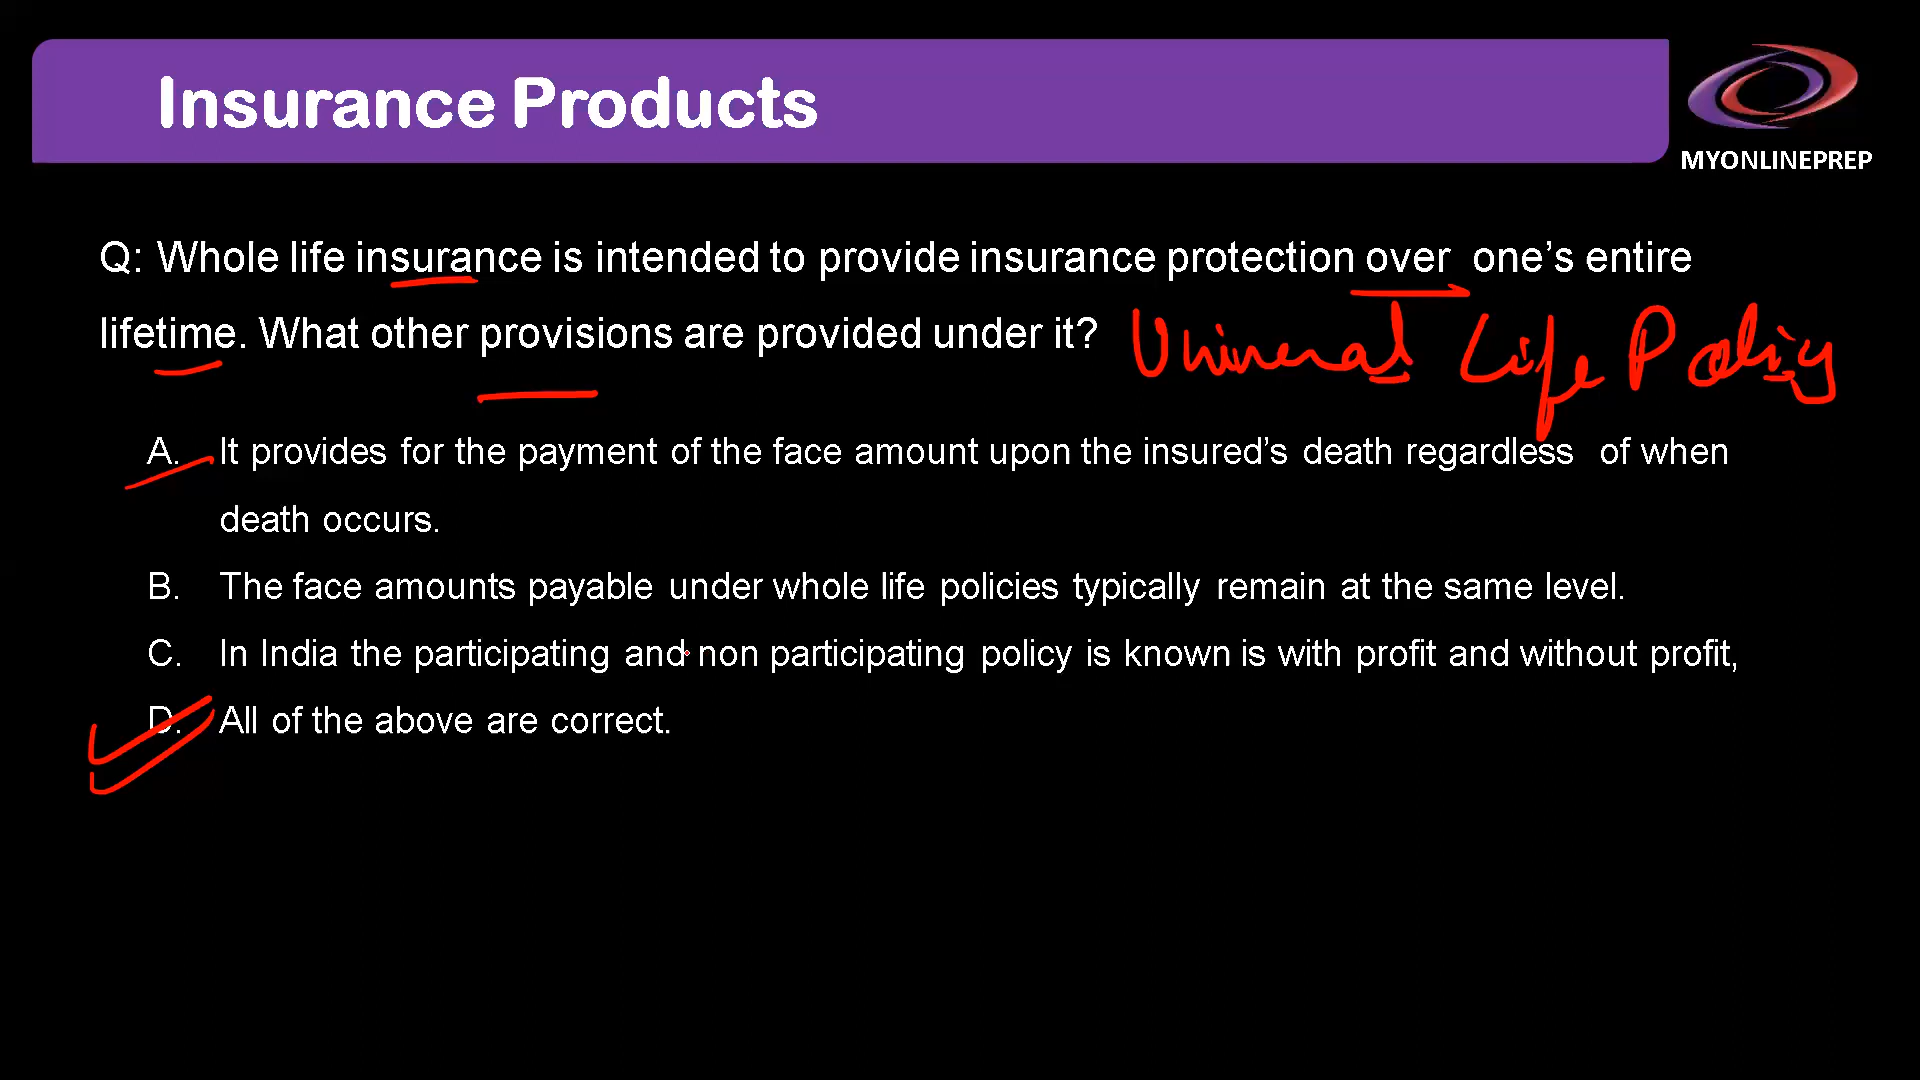 Insurance Products
MYONLINEPREP
Q: Whole life insurance is intended to provide insurance protection over one’s entire
lifetime. What other provisions are provided under it?
Universal Life Policy
A. It provides for the payment of the face amount upon the insured’s death regardless of when
death occurs.
B. The face amounts payable under whole life policies typically remain at the same level.
C. In India the participating and non participating policy is known is with profit and without profit,
D. All of the above are correct.